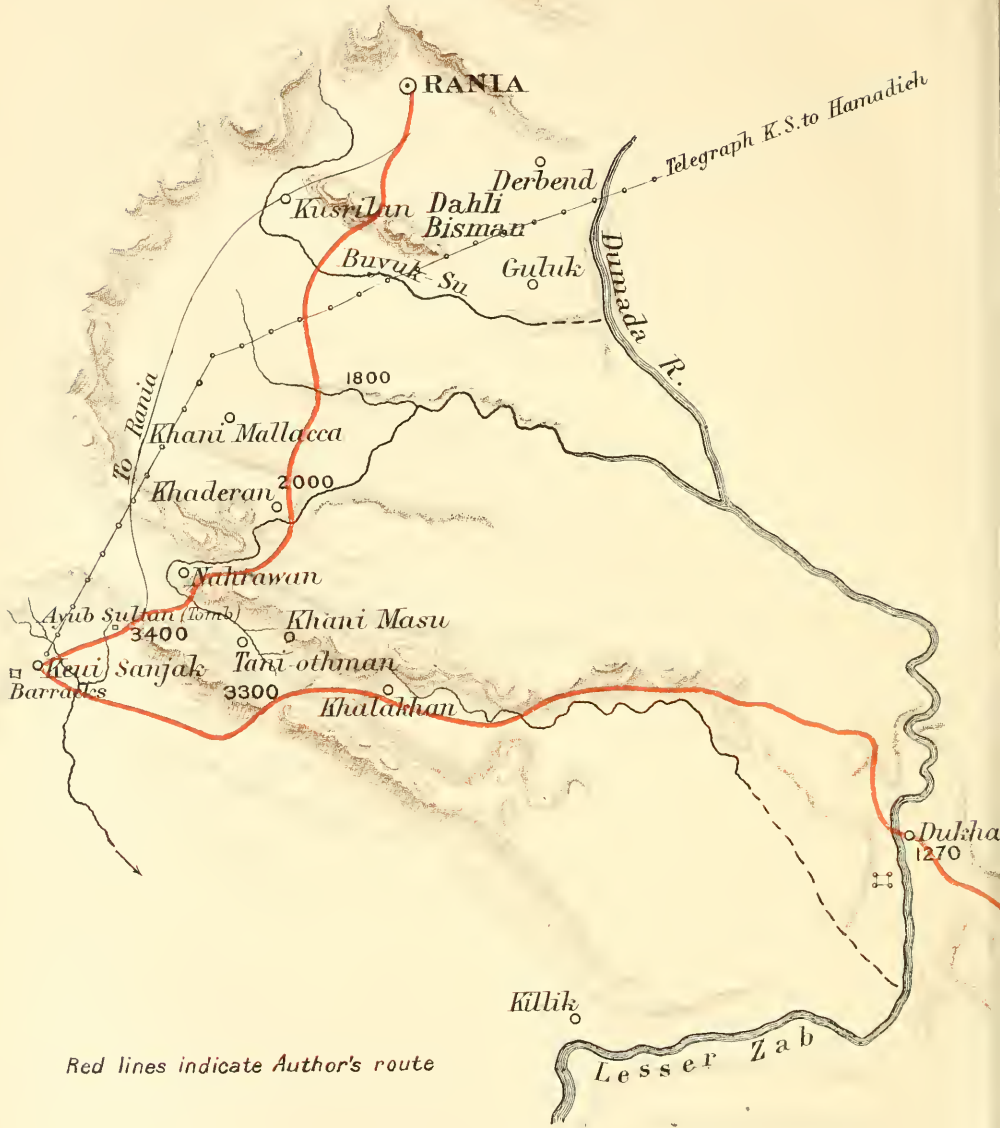 RANIA
Telegraph K.S. to Hamadieh
Derbend
Kusrilan
Dahli
Bisman
Buyuk-Su
Guluk
Dumada R.
To Rania
1800
Khani Mallacca
Khaderan
2000
Nahrawan
Ayub Sultan (Tomb)
3400
Khani Masu
Keui Sanjak
Tani-othman
Barracks
3300
Khalakhan
Dukha
1270
Killik
Lesser Zab
Red lines indicate Author's route